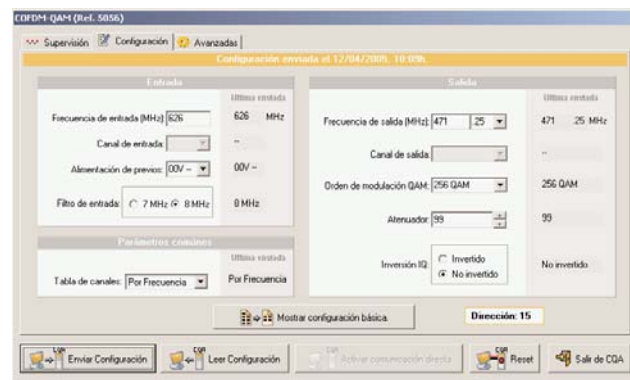 COFDM-QAM (Ref. 5056)
Supervisión Configuración Avanzadas
Configuración enviada el 12/04/2005, 10:09h.
Entrada
Ultima enviada
Frecuencia de entrada (MHz): 626 626 MHz
Canal de entrada: --
Alimentación de previos: 00V -- 00V --
Filtro de entrada: 7 MHz 8 MHz 8 MHz
Parámetros comúnes
Ultima enviada
Tabla de canales: Por Frecuencia Por Frecuencia
Salida
Ultima enviada
Frecuencia de salida (MHz): 471 .25 471 .25 MHz
Canal de salida: --
Orden de modulación QAM: 256 QAM 256 QAM
Atenuador: 99 99
Inversión IQ: Invertido
No invertido No invertido
Mostrar configuración básica. Dirección: 15
CQA Enviar Configuración CQA Leer Configuración Activar comunicación directa CQA Reset Salir de CQA